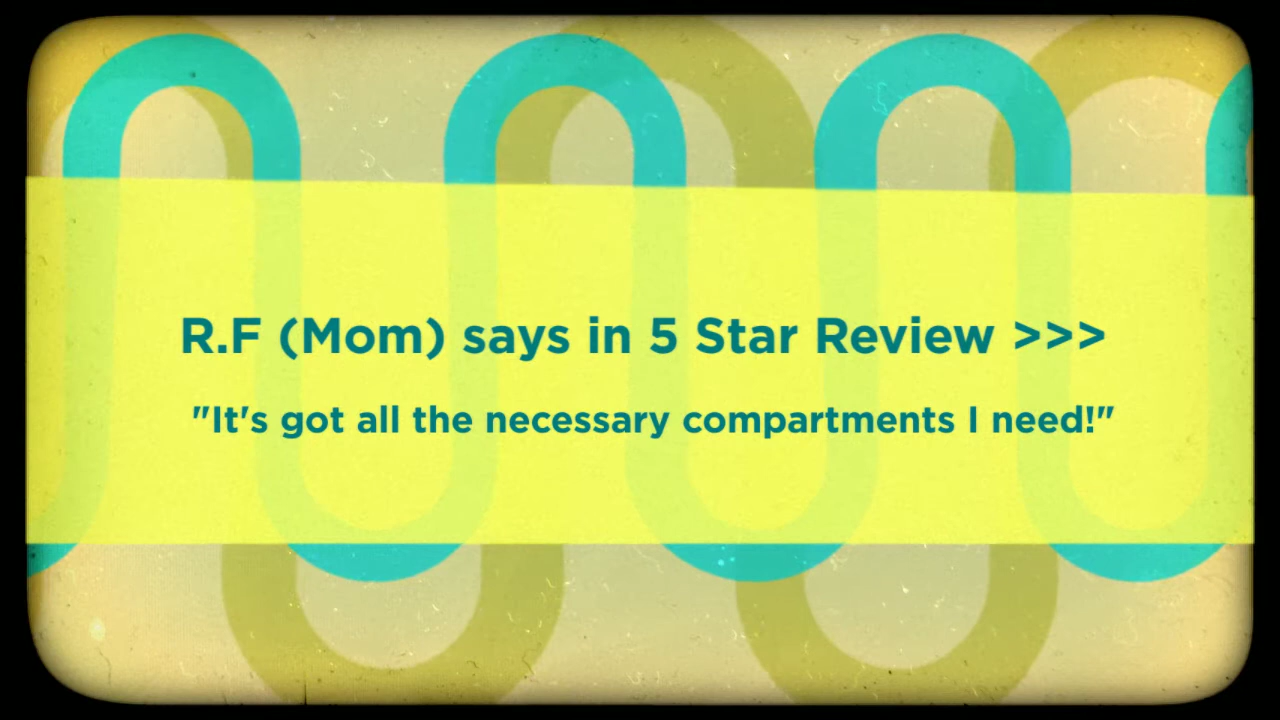 R.F (Mom) says in 5 Star Review >>>
"It's got all the necessary compartments I need!"